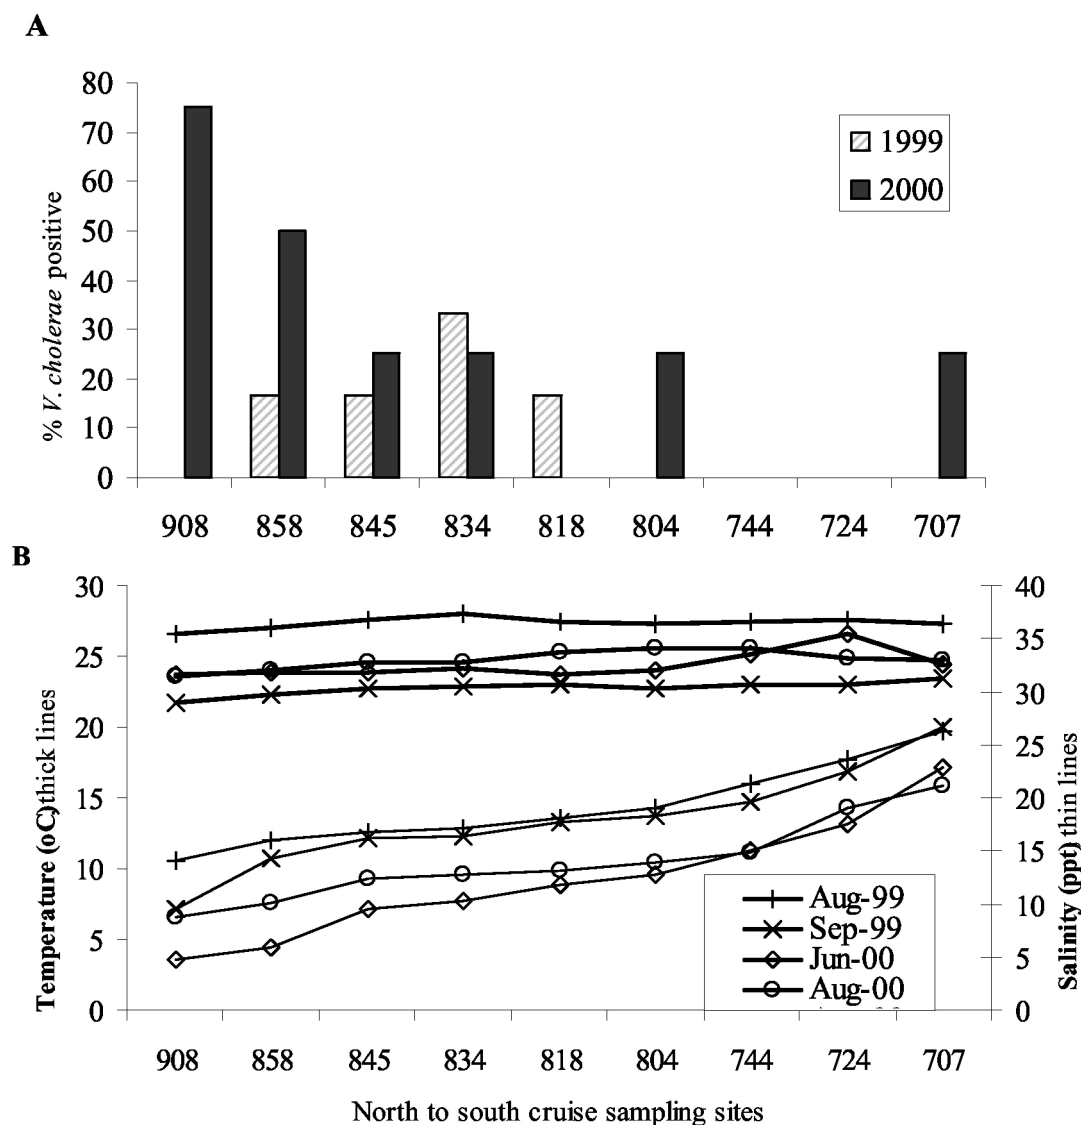 A
80
70
60
50
40
30
20
10
0
% V. cholerae positive
1999
2000
908 858 845 834 818 804 744 724 707
B
30
25
20
15
10
5
0
Temperature (oC)thick lines
40
35
30
25
20
15
10
5
0
Salinity (ppt) thin lines
Aug-99
Sep-99
Jun-00
Aug-00
908 858 845 834 818 804 744 724 707
North to south cruise sampling sites